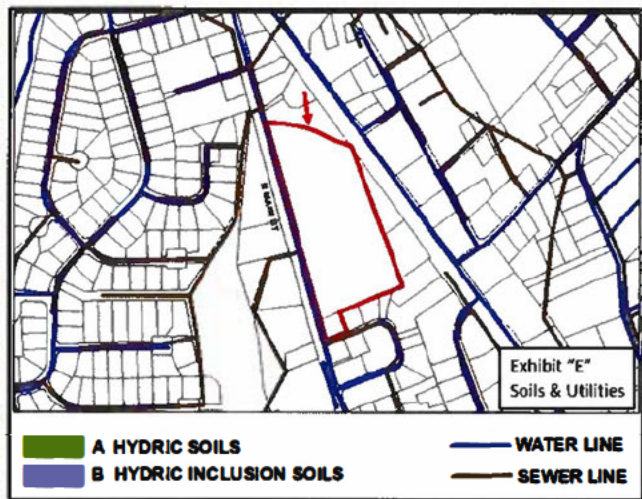 S MAIN ST
Exhibit "E"
Soils & Utilities
A HYDRIC SOILS
WATER LINE
B HYDRIC INCLUSION SOILS
SEWER LINE